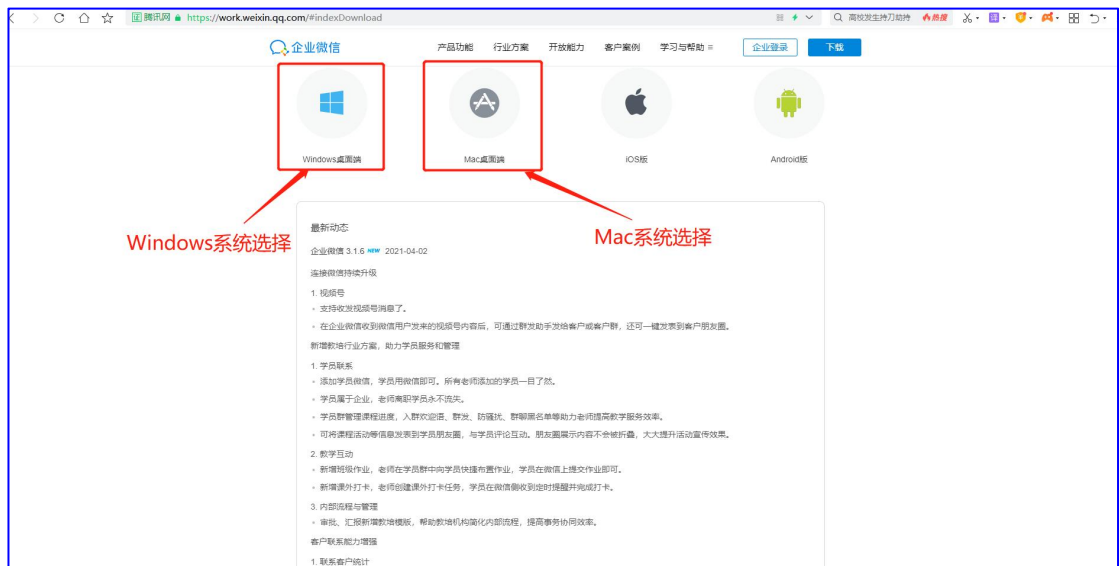 腾讯网 https://work.weixin.qq.com/#indexDownload
高校发生持刀劫持 热搜
企业微信 产品功能 行业方案 开放能力 客户案例 学习与帮助 企业登录 下载
Windows桌面端 Mac桌面端 iOS版 Android版
Windows系统选择
Mac系统选择
最新动态
企业微信 3.1.6 NEW 2021-04-02
连接微信持续升级
1. 视频号
◦ 支持收发视频号消息了。
◦ 在企业微信收到微信用户发来的视频号内容后，可通过群发助手发给客户或客户群，还可一键发表到客户朋友圈。
新增教培行业方案，助力学员服务和管理
1. 学员联系
◦ 添加学员微信，学员用微信即可。所有老师添加的学员一目了然。
◦ 学员属于企业，老师离职学员永不流失。
◦ 学员群管理课程进度，入群欢迎语、群发、防骚扰、群聊黑名单等助力老师提高教学服务效率。
◦ 可将课程活动等信息发表到学员朋友圈，与学员评论互动。朋友圈展示内容不会被折叠，大大提升活动宣传效果。
2. 教学互动
◦ 新增班级作业，老师在学员群中向学员快捷布置作业，学员在微信上提交作业即可。
◦ 新增课外打卡，老师创建课外打卡任务，学员在微信侧收到定时提醒并完成打卡。
3. 内部流程与管理
◦ 审批、汇报新增教培模版，帮助教培机构简化内部流程，提高事务协同效率。
客户联系能力增强
1. 联系客户统计